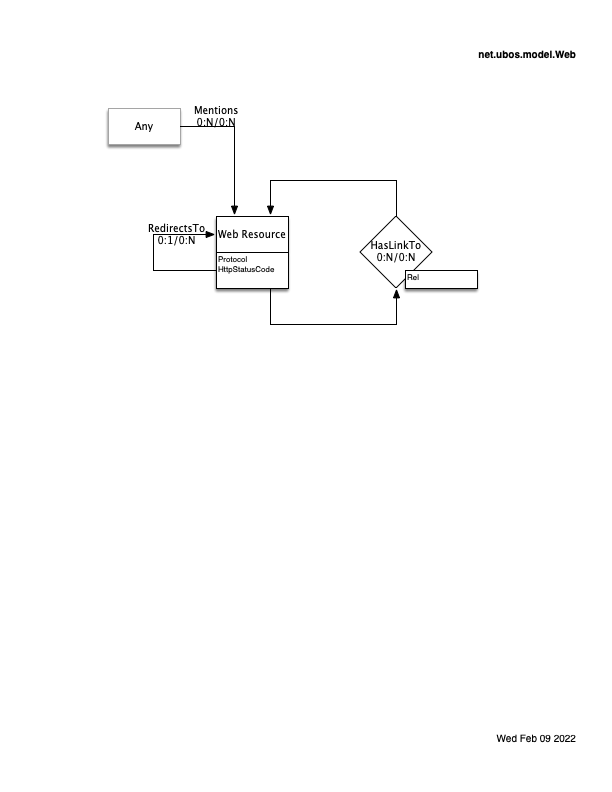 net.ubos.model.Web
Mentions
0:N/0:N
Any
RedirectsTo
0:1/0:N
Web Resource
Protocol
HttpStatusCode
HasLinkTo
0:N/0:N
Rel
Wed Feb 09 2022